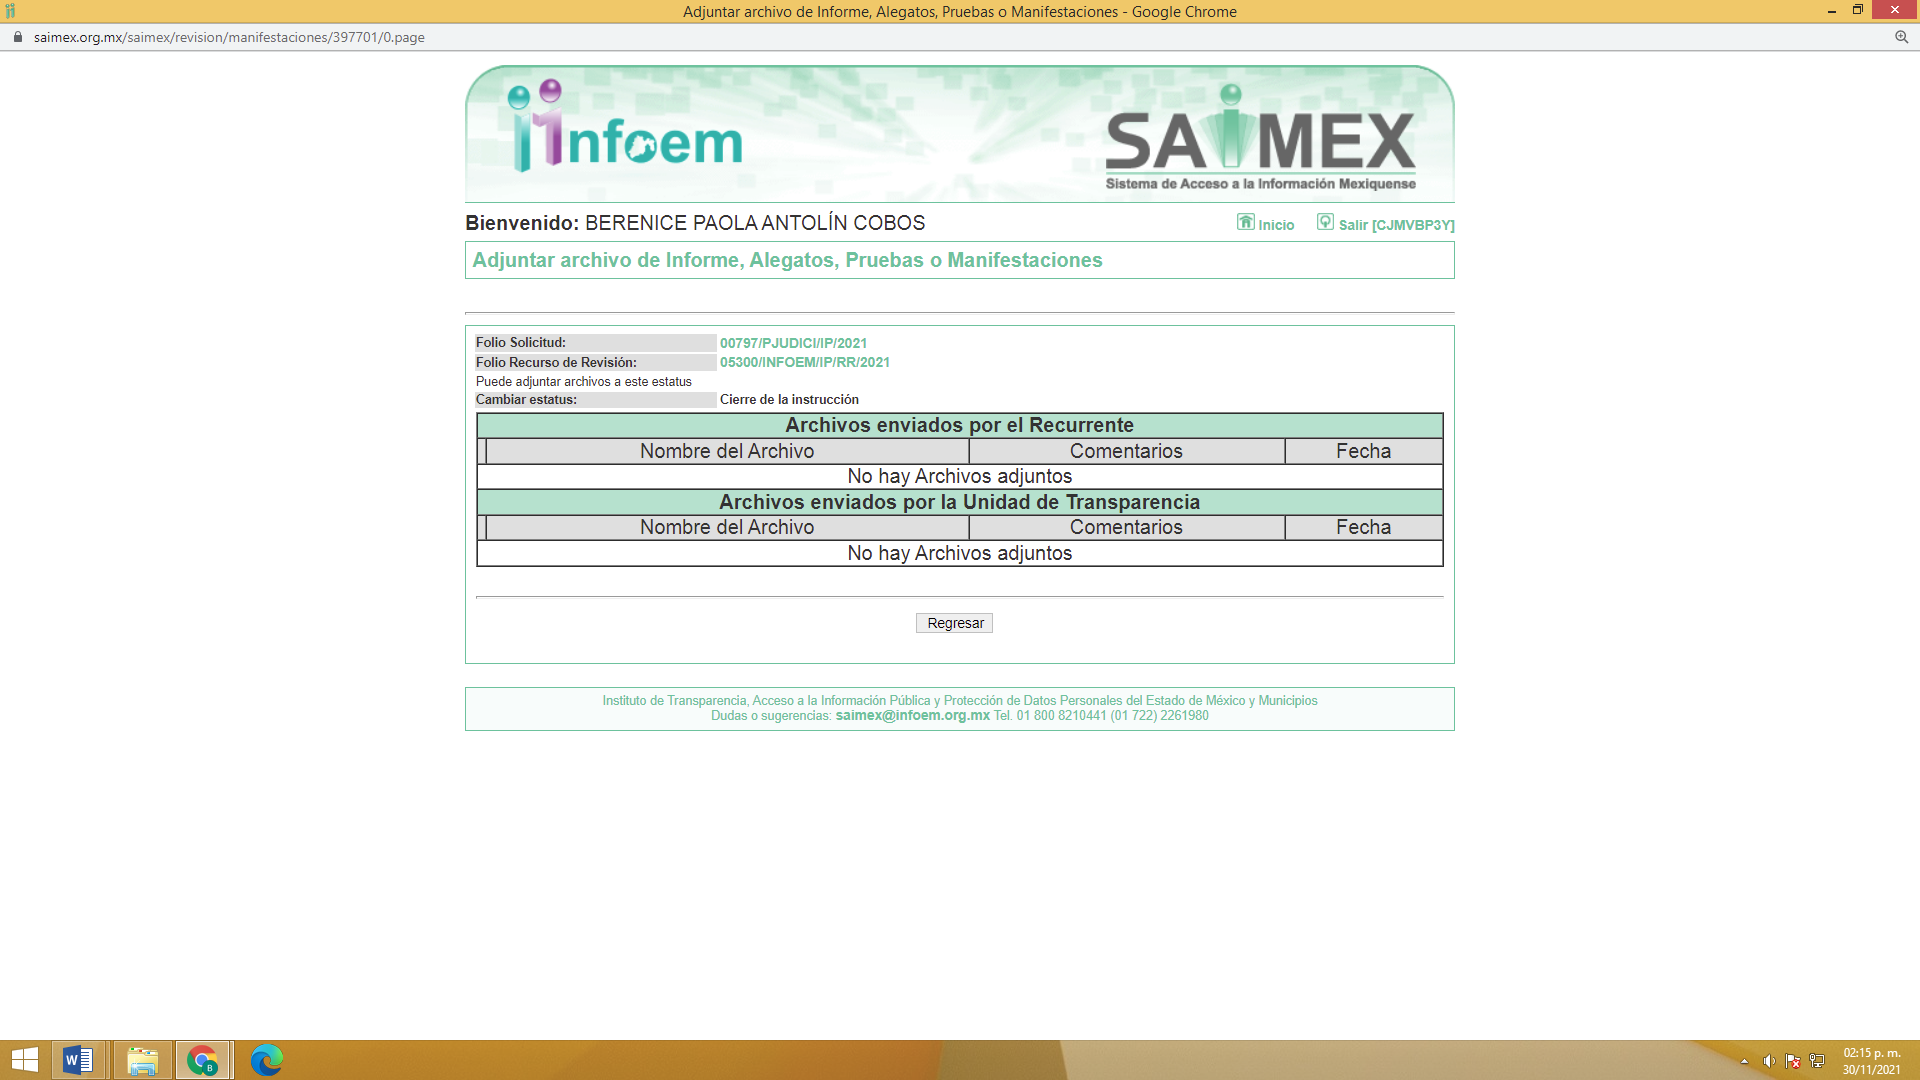 Adjuntar archivo de Informe, Alegatos, Pruebas o Manifestaciones - Google Chrome
saimex.org.mx/saimex/revision/manifestaciones/397701/0.page
infoem
SAIMEX
Sistema de Acceso a la Información Mexiquense
Bienvenido: BERENICE PAOLA ANTOLÍN COBOS
Inicio Salir [CJMVBP3Y]
Adjuntar archivo de Informe, Alegatos, Pruebas o Manifestaciones
Folio Solicitud: 00797/PJUDICI/IP/2021
Folio Recurso de Revisión: 05300/INFOEM/IP/RR/2021
Puede adjuntar archivos a este estatus
Cambiar estatus: Cierre de la instrucción
Archivos enviados por el Recurrente
Nombre del Archivo Comentarios Fecha
No hay Archivos adjuntos
Archivos enviados por la Unidad de Transparencia
Nombre del Archivo Comentarios Fecha
No hay Archivos adjuntos
Regresar
Instituto de Transparencia, Acceso a la Información Pública y Protección de Datos Personales del Estado de México y Municipios
Dudas o sugerencias: saimex@infoem.org.mx Tel. 01 800 8210441 (01 722) 2261980
W
B
02:15 p. m.
30/11/2021